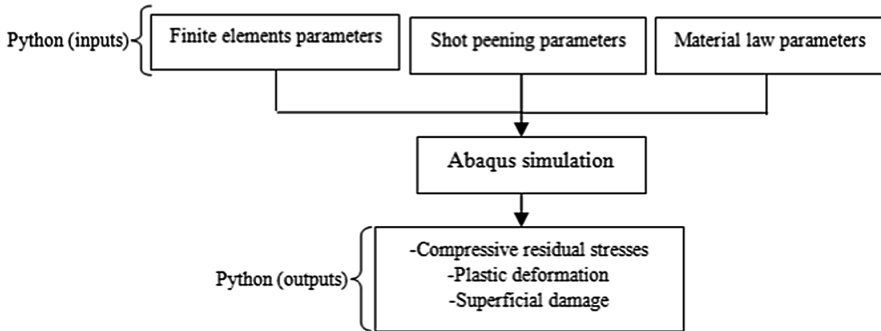 Python (inputs)
Finite elements parameters
Shot peening parameters
Material law parameters
Abaqus simulation
Python (outputs)
-Compressive residual stresses
-Plastic deformation
-Superficial damage